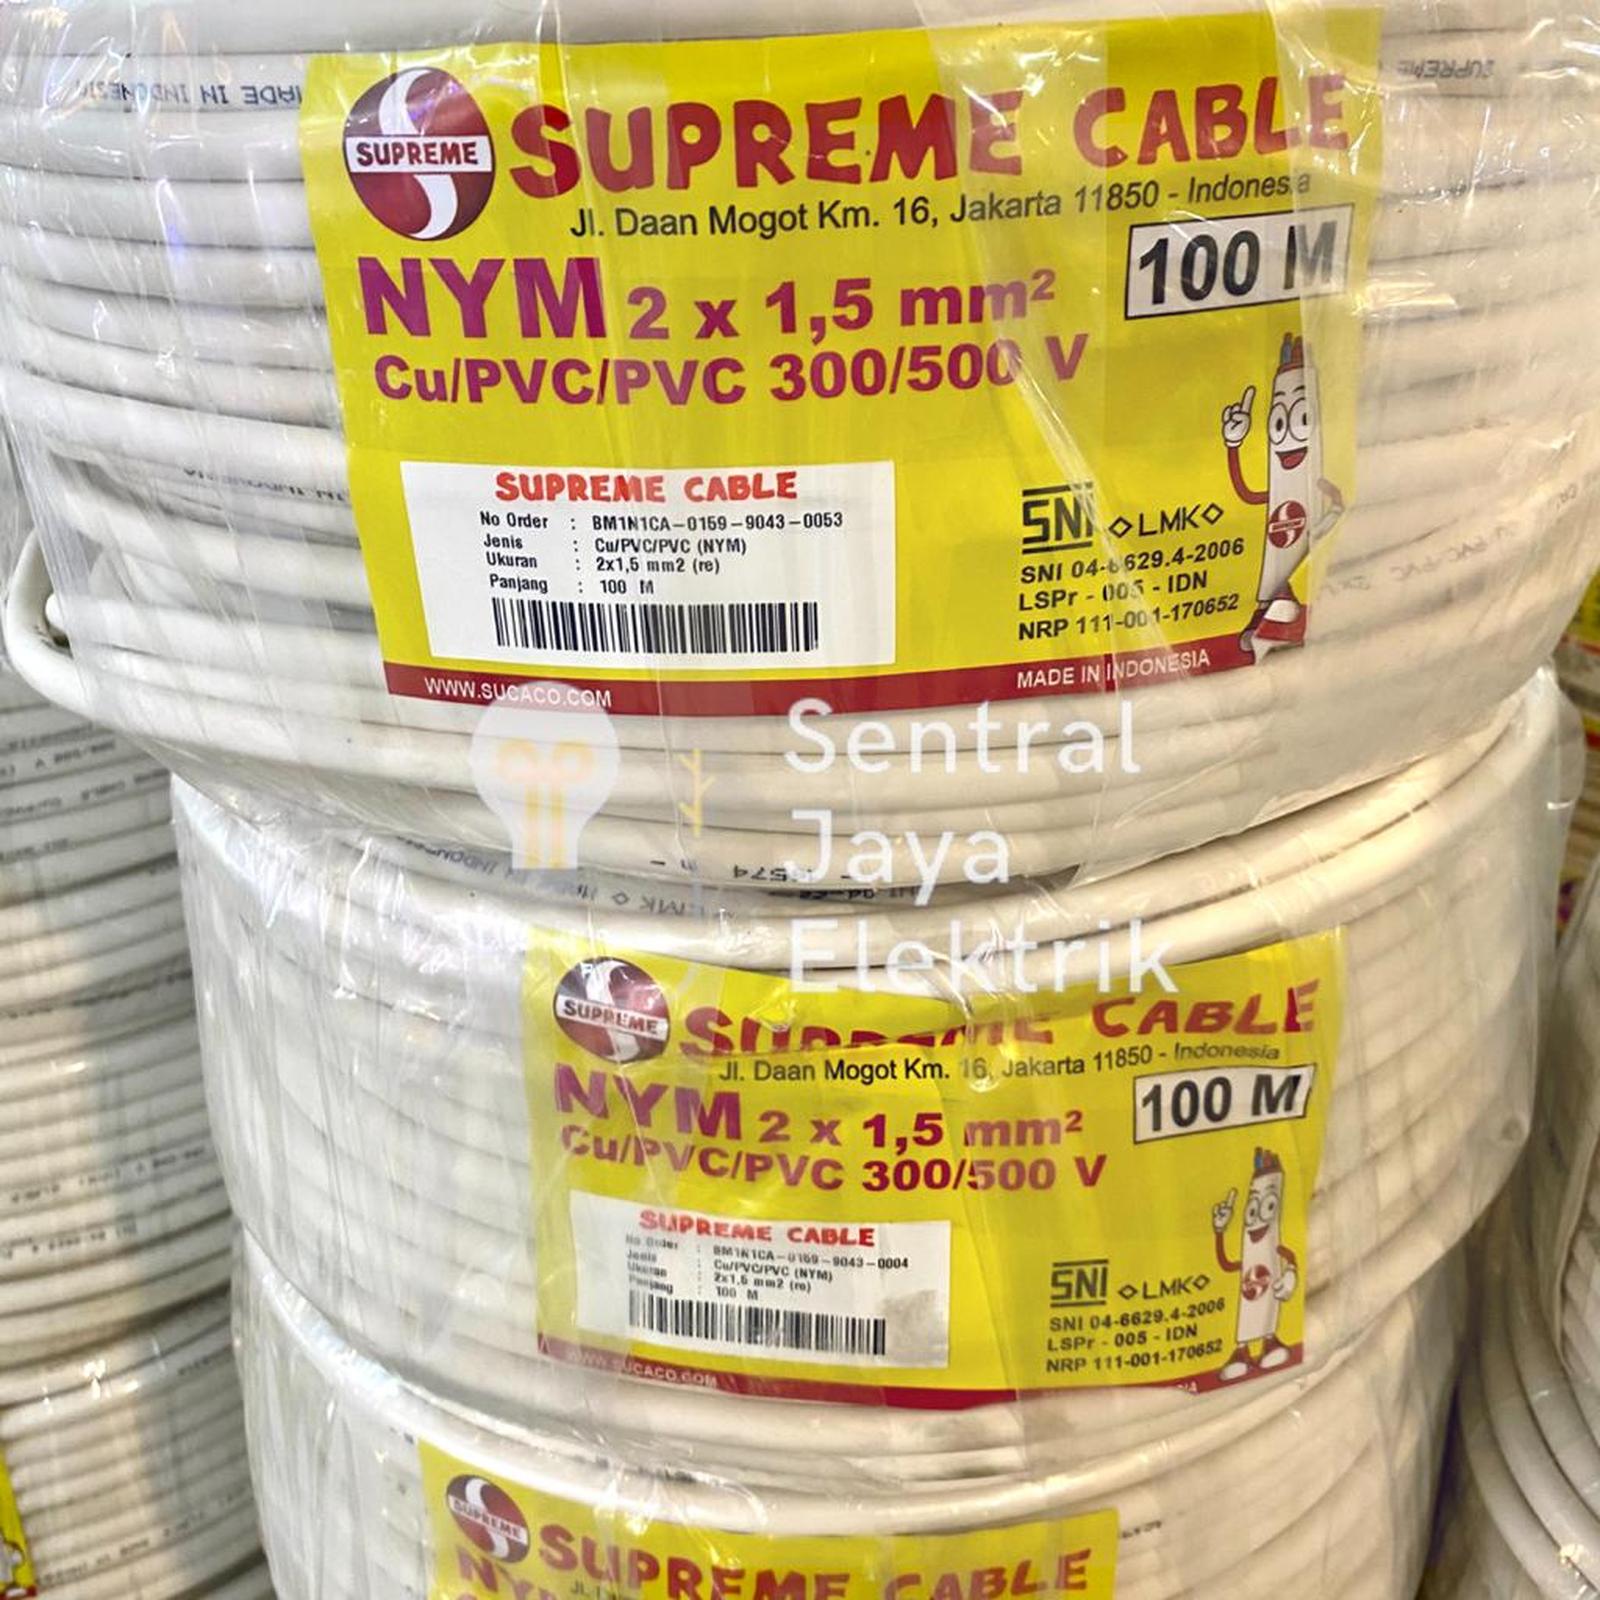 MADE IN INDONESIA
SUPREME
SUPREME
SUPREME CABLE
Jl. Daan Mogot Km. 16, Jakarta 11850 - Indonesia
NYM 2 x 1,5 mm²
100 M
Cu/PVC/PVC 300/500 V
SUPREME CABLE
No Order : BM1N1CA-0159-9043-0053
Jenis : Cu/PVC/PVC (NYM)
Ukuran : 2x1,5 mm2 (re)
Panjang : 100 M
SNI LMK
SNI 04-6629.4-2006
LSPr - 005 - IDN
NRP 111-001-170652
WWW.SUCACO.COM
MADE IN INDONESIA
Sentral
Jaya
Elektrik
LMK
SUPREME
SUPREME CABLE
Jl. Daan Mogot Km. 16, Jakarta 11850 - Indonesia
NYM 2 x 1,5 mm²
100 M
Cu/PVC/PVC 300/500 V
SUPREME CABLE
No Order : BM1N1CA-0159-9043-0004
Jenis : Cu/PVC/PVC (NYM)
Ukuran : 2x1,5 mm2 (re)
Panjang : 100 M
SNI LMK
SNI 04-6629.4-2006
LSPr - 005 - IDN
NRP 111-001-170652
WWW.SUCACO.COM
SUPREME
SUPREME CABLE
NYM